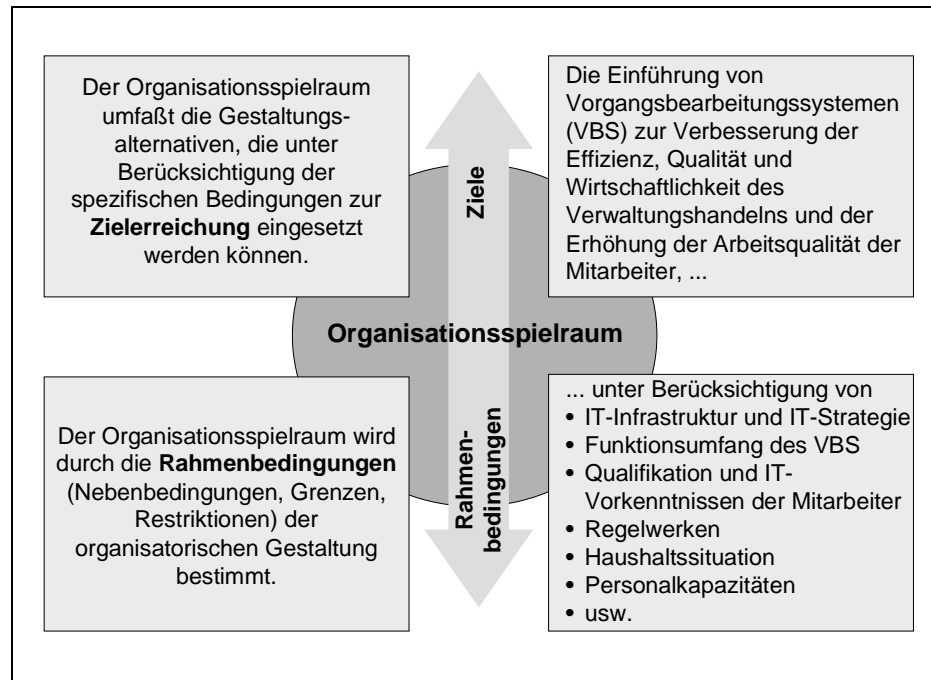 Der Organisationsspielraum
umfaßt die Gestaltungs-
alternativen, die unter
Berücksichtigung der
spezifischen Bedingungen zur
Zielerreichung eingesetzt
werden können.
Ziele
Die Einführung von
Vorgangsbearbeitungssystemen
(VBS) zur Verbesserung der
Effizienz, Qualität und
Wirtschaftlichkeit des
Verwaltungshandelns und der
Erhöhung der Arbeitsqualität der
Mitarbeiter, ...
Organisationsspielraum
Der Organisationsspielraum wird
durch die Rahmenbedingungen
(Nebenbedingungen, Grenzen,
Restriktionen) der
organisatorischen Gestaltung
bestimmt.
Rahmen-
bedingungen
... unter Berücksichtigung von
• IT-Infrastruktur und IT-Strategie
• Funktionsumfang des VBS
• Qualifikation und IT-
Vorkenntnissen der Mitarbeiter
• Regelwerken
• Haushaltssituation
• Personalkapazitäten
• usw.